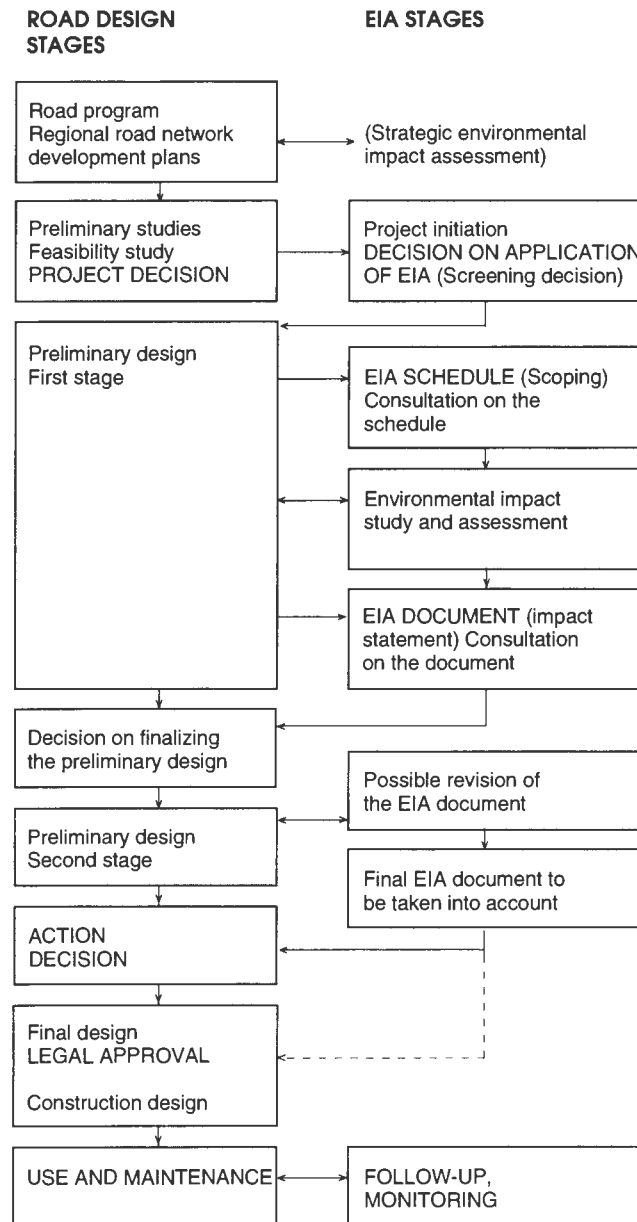 ROAD DESIGN
STAGES
EIA STAGES
Road program
Regional road network
development plans
(Strategic environmental
impact assessment)
Preliminary studies
Feasibility study
PROJECT DECISION
Project initiation
DECISION ON APPLICATION
OF EIA (Screening decision)
Preliminary design
First stage
EIA SCHEDULE (Scoping)
Consultation on the
schedule
Environmental impact
study and assessment
EIA DOCUMENT (impact
statement) Consultation
on the document
Decision on finalizing
the preliminary design
Possible revision of
the EIA document
Preliminary design
Second stage
Final EIA document to
be taken into account
ACTION
DECISION
Final design
LEGAL APPROVAL
Construction design
USE AND MAINTENANCE
FOLLOW-UP,
MONITORING